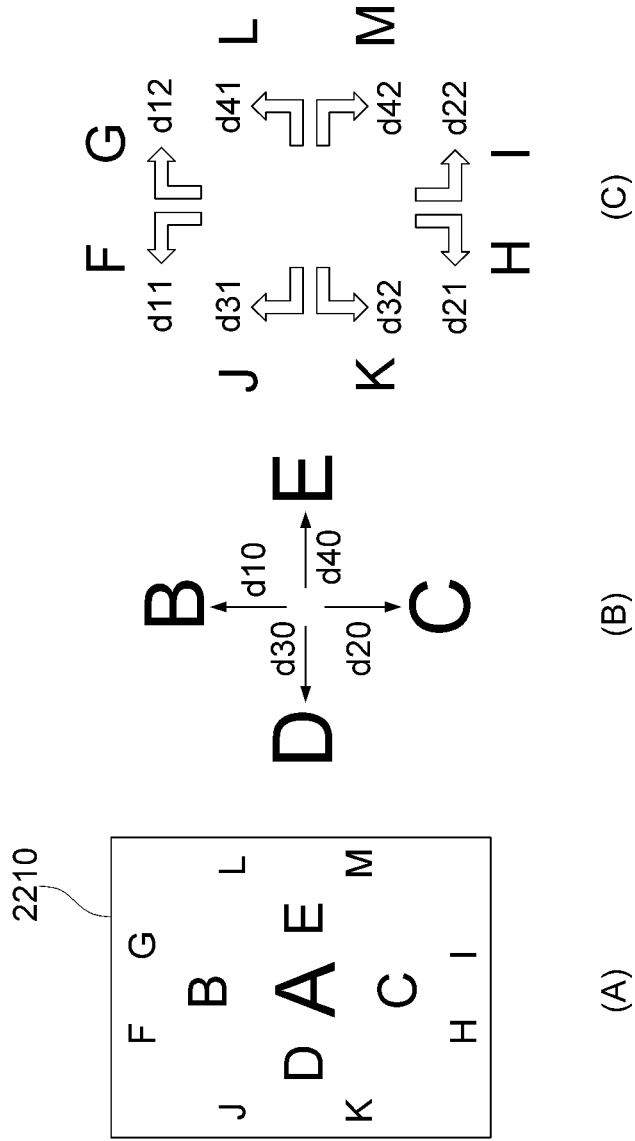 2210
F G
B
J L
D A E
K M
C
H I
(A)
B
d10
d30
D E
d40
d20
C
(B)
F G
d11 d12
J d31 d41 L
K d32 d42 M
d21 d22
H I
(C)